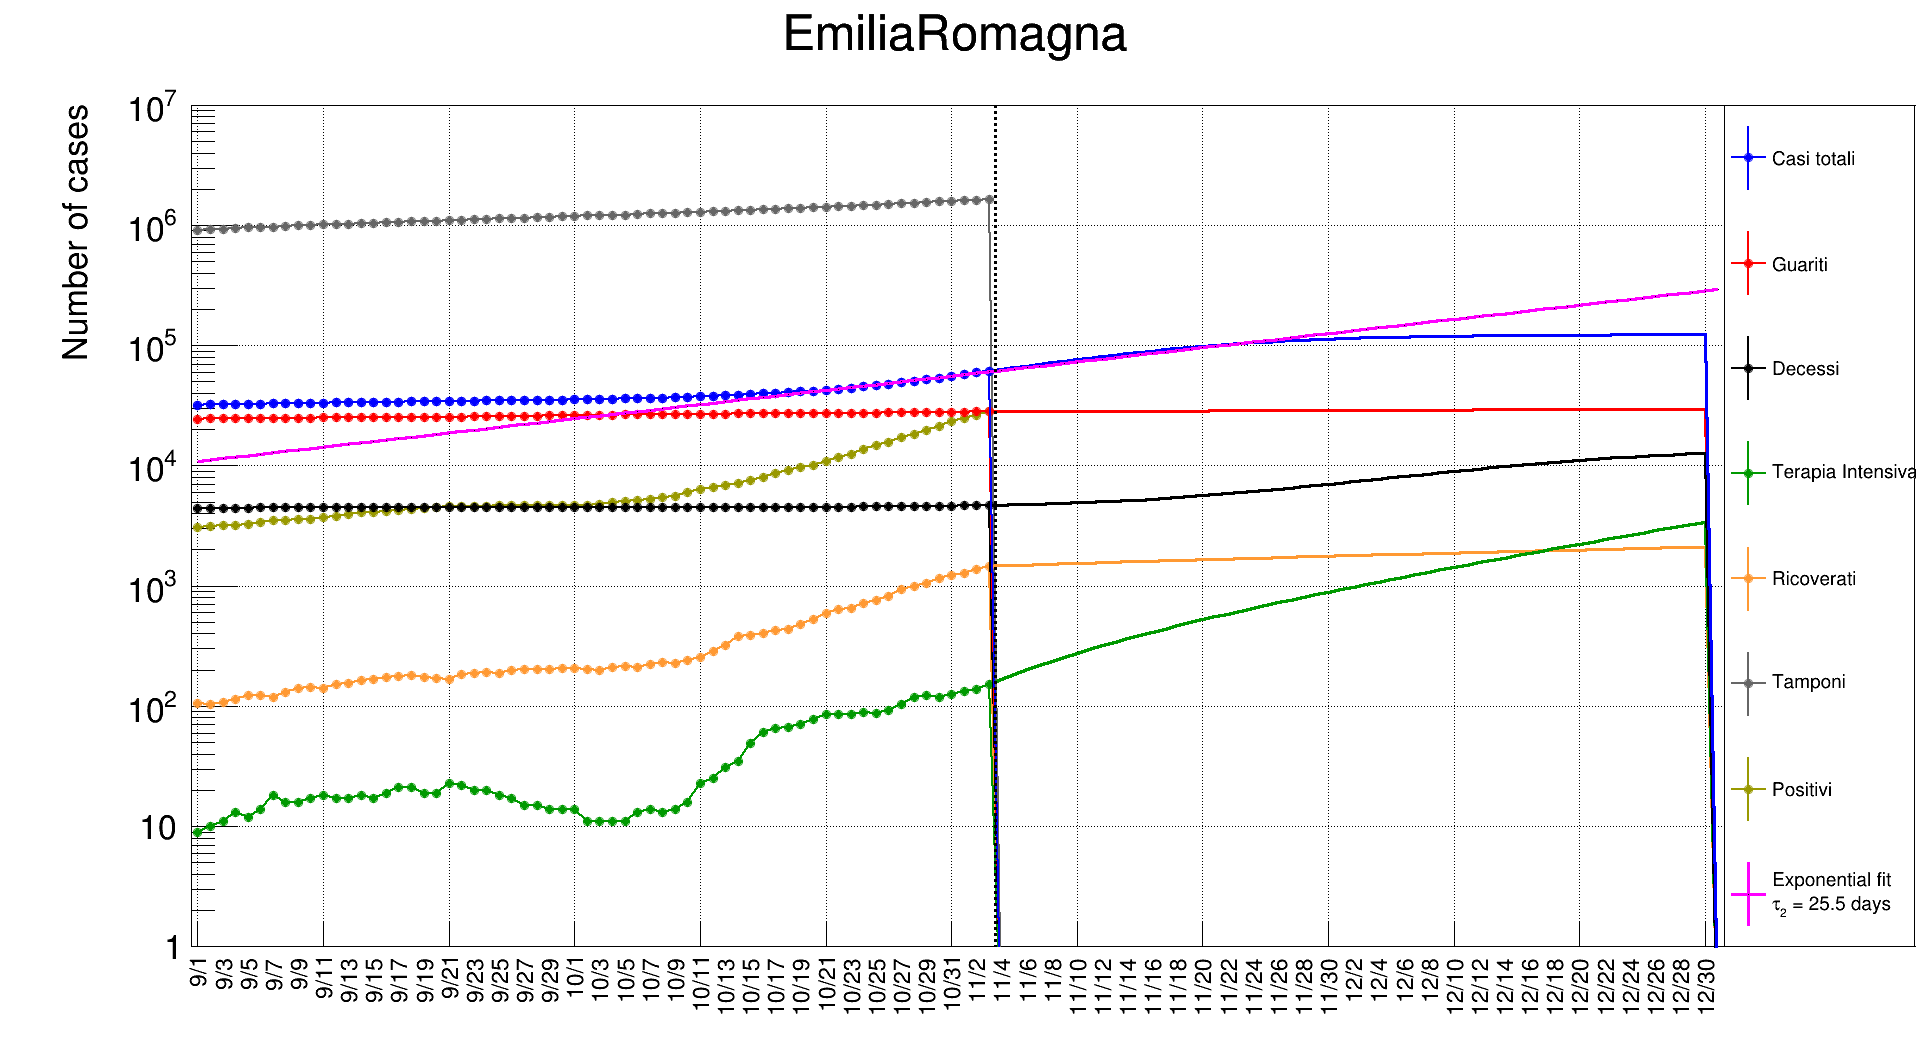 EmiliaRomagna
Number of cases
10^7
10^6
10^5
10^4
10^3
10^2
10
1
9/1 9/3 9/5 9/7 9/9 9/11 9/13 9/15 9/17 9/19 9/21 9/23 9/25 9/27 9/29 10/1 10/3 10/5 10/7 10/9 10/11 10/13 10/15 10/17 10/19 10/21 10/23 10/25 10/27 10/29 10/31 11/2 11/4 11/6 11/8 11/10 11/12 11/14 11/16 11/18 11/20 11/22 11/24 11/26 11/28 11/30 12/2 12/4 12/6 12/8 12/10 12/12 12/14 12/16 12/18 12/20 12/22 12/24 12/26 12/28 12/30
Casi totali
Guariti
Decessi
Terapia Intensiva
Ricoverati
Tamponi
Positivi
Exponential fit
τ₂ = 25.5 days